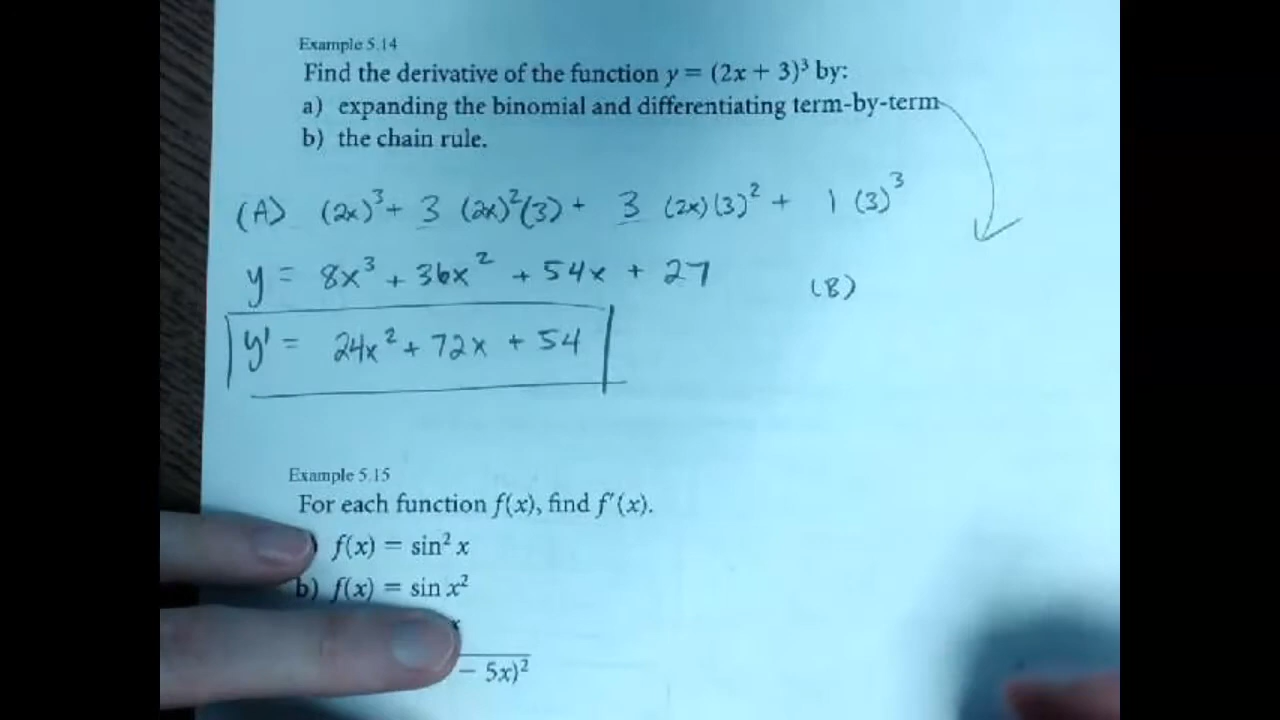 Example 5.14
Find the derivative of the function y = (2x + 3)³ by:
a) expanding the binomial and differentiating term-by-term
b) the chain rule.
(A) (2x)³ + 3 (2x)²(3) + 3 (2x)(3)² + 1 (3)³
y = 8x³ + 36x² + 54x + 27
(B)
y' = 24x² + 72x + 54
Example 5.15
For each function f(x), find f′(x).
) f(x) = sin² x
b) f(x) = sin x²
− 5x)²